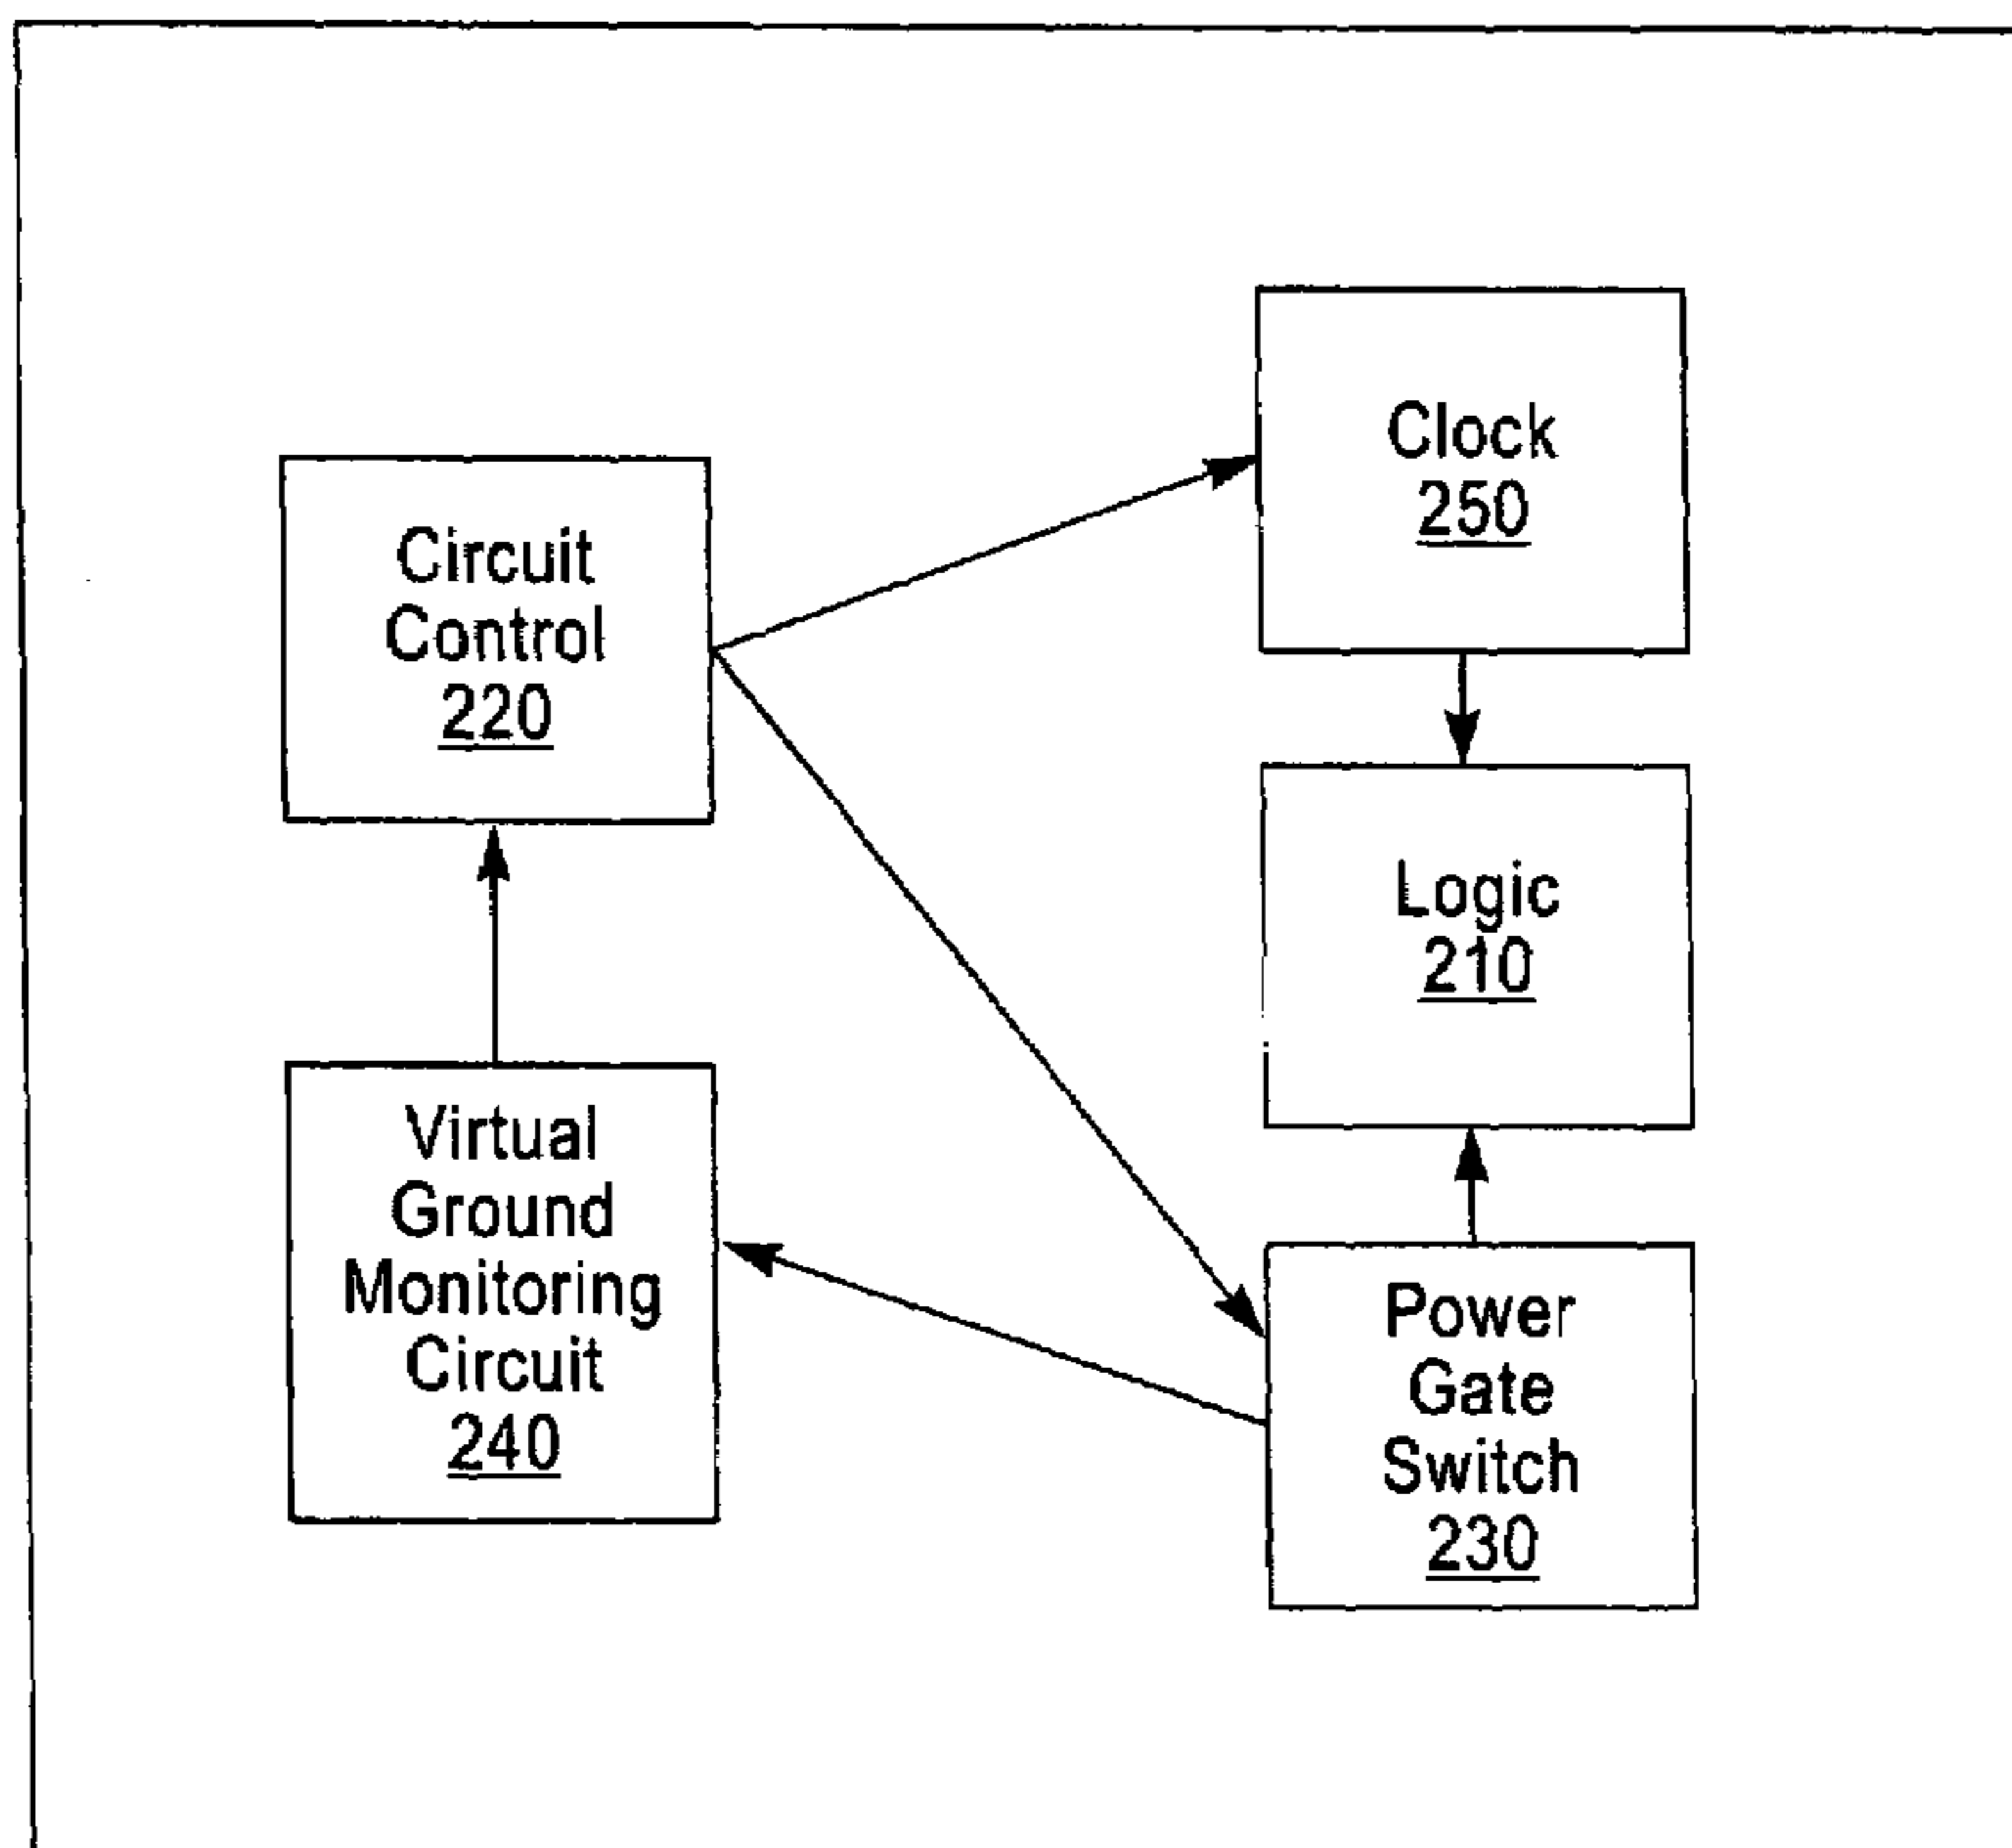 Clock
250
Circuit
Control
220
Logic
210
Virtual
Ground
Monitoring
Circuit
240
Power
Gate
Switch
230